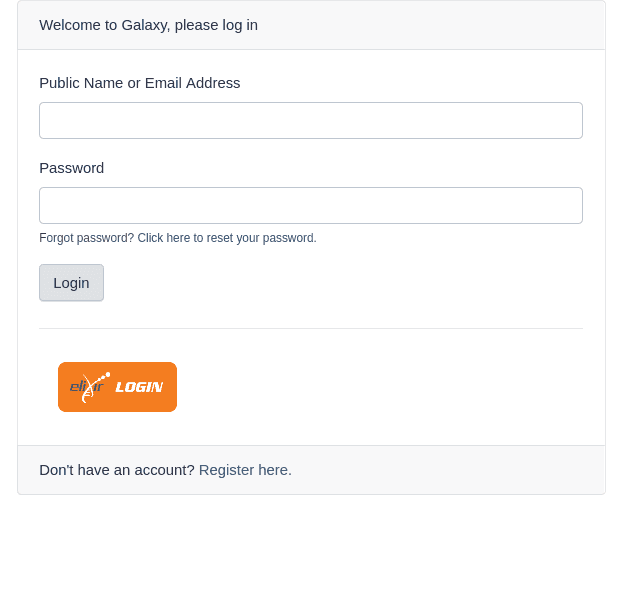 Welcome to Galaxy, please log in
Public Name or Email Address
Password
Forgot password? Click here to reset your password.
Login
elixir LOGIN
Don't have an account? Register here.